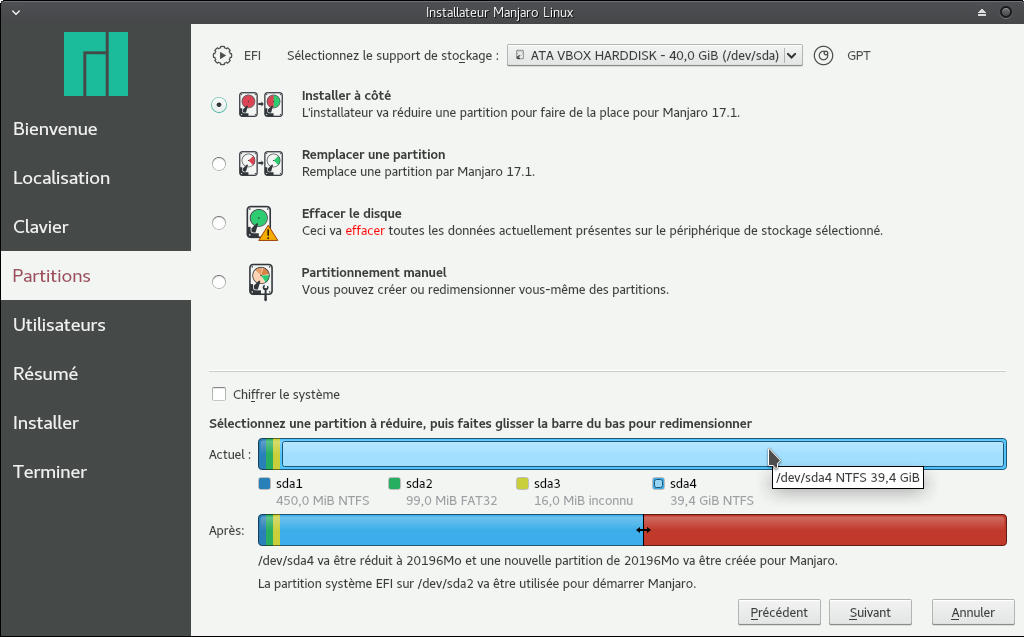 Installateur Manjaro Linux
Bienvenue
Localisation
Clavier
Partitions
Utilisateurs
Résumé
Installer
Terminer
EFI Sélectionnez le support de stockage : ATA VBOX HARDDISK - 40,0 GiB (/dev/sda) GPT
Installer à côté
L'installateur va réduire une partition pour faire de la place pour Manjaro 17.1.
Remplacer une partition
Remplace une partition par Manjaro 17.1.
Effacer le disque
Ceci va effacer toutes les données actuellement présentes sur le périphérique de stockage sélectionné.
Partitionnement manuel
Vous pouvez créer ou redimensionner vous-même des partitions.
Chiffrer le système
Sélectionnez une partition à réduire, puis faites glisser la barre du bas pour redimensionner
Actuel :
/dev/sda4 NTFS 39,4 GiB
sda1 sda2 sda3 sda4
450,0 MiB NTFS 99,0 MiB FAT32 16,0 MiB inconnu 39,4 GiB NTFS
Après:
/dev/sda4 va être réduit à 20196Mo et une nouvelle partition de 20196Mo va être créée pour Manjaro.
La partition système EFI sur /dev/sda2 va être utilisée pour démarrer Manjaro.
Précédent Suivant Annuler